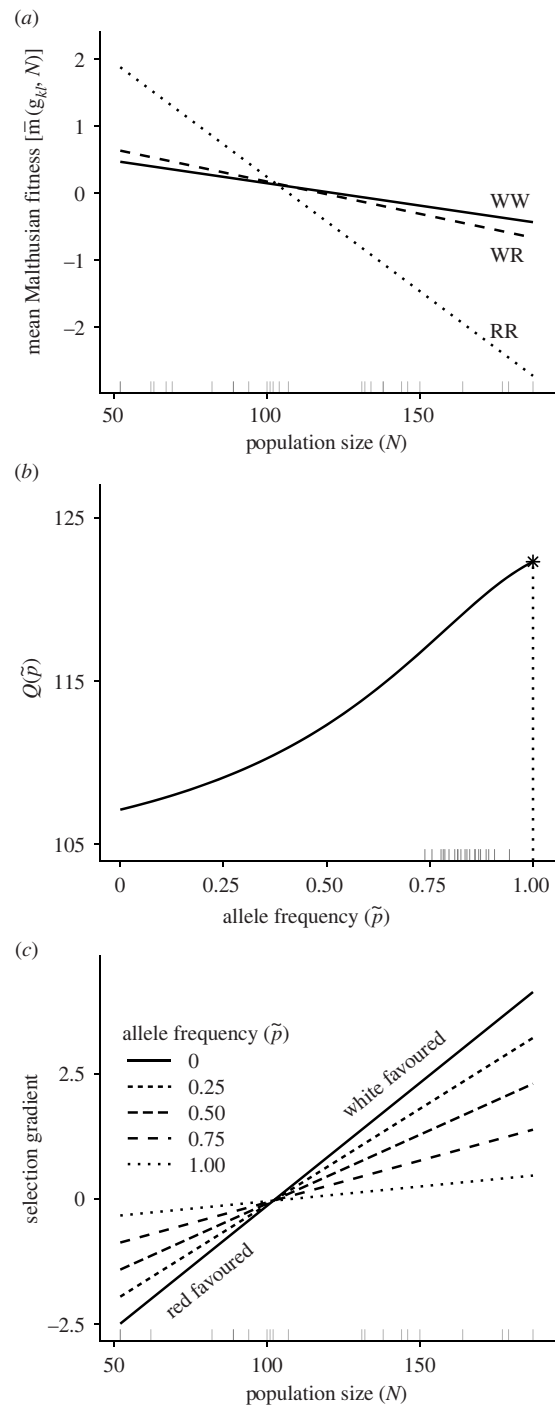 (a)
mean Malthusian fitness [m̄(g_kl, N)]
2
1
0
−1
−2
WW
WR
RR
50
100
150
population size (N)
(b)
Q(p̃)
125
115
105
0
0.25
0.50
0.75
1.00
allele frequency (p̃)
(c)
selection gradient
2.5
0
−2.5
allele frequency (p̃)
0
0.25
0.50
0.75
1.00
white favoured
red favoured
50
100
150
population size (N)